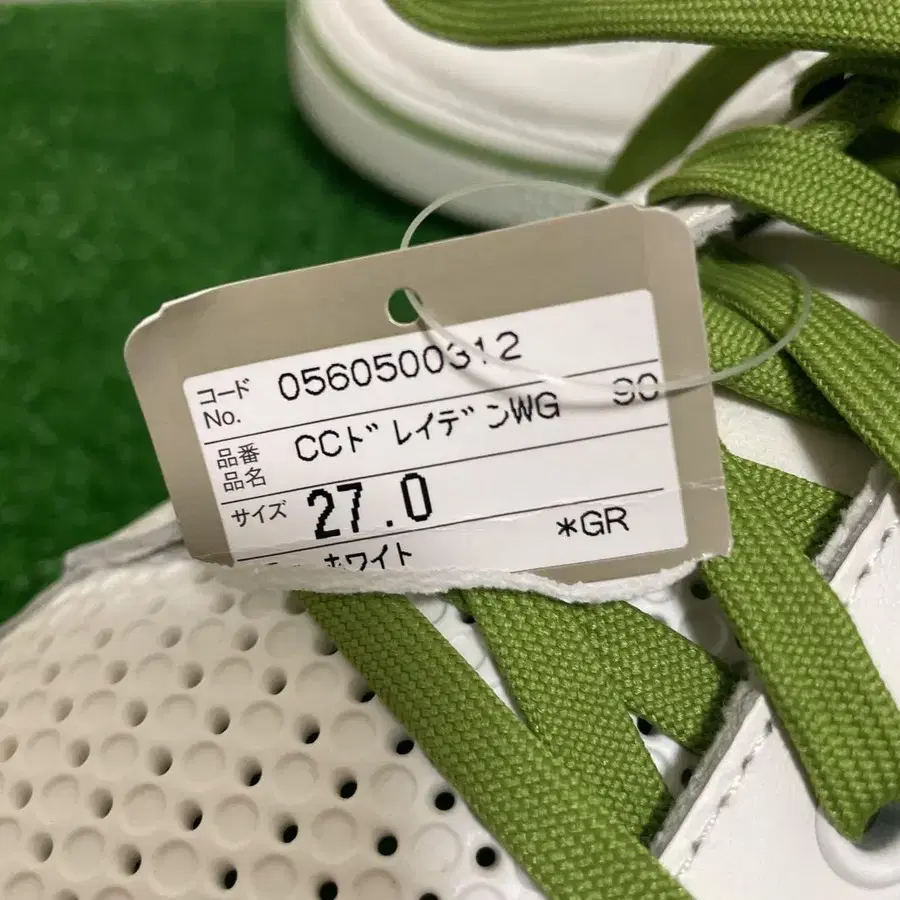 コード No. 0560500312
品番 品名 CCドレイデンWG 90
サイズ 27.0
ホワイト *GR